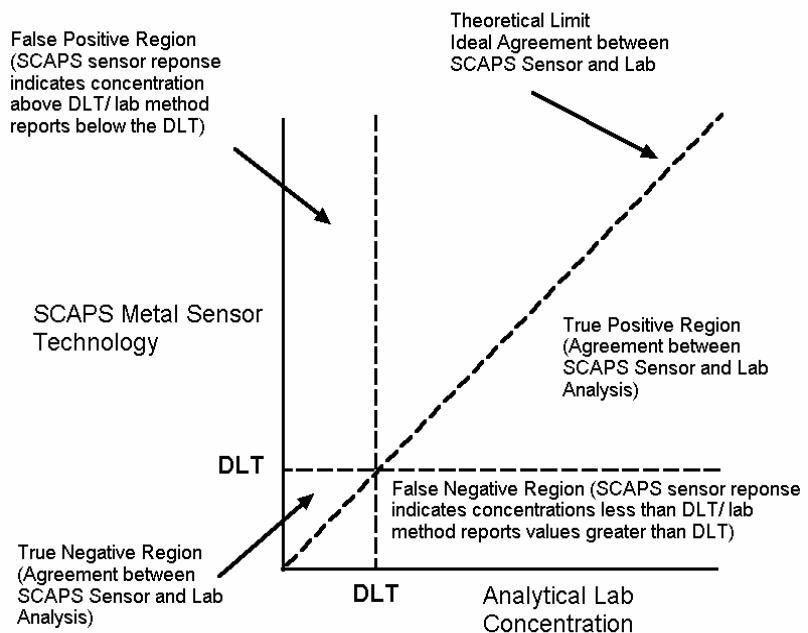 False Positive Region
(SCAPS sensor reponse
indicates concentration
above DLT/ lab method
reports below the DLT)
Theoretical Limit
Ideal Agreement between
SCAPS Sensor and Lab
SCAPS Metal Sensor
Technology
True Positive Region
(Agreement between
SCAPS Sensor and Lab
Analysis)
DLT
False Negative Region (SCAPS sensor reponse
indicates concentrations less than DLT/ lab
method reports values greater than DLT)
True Negative Region
(Agreement between
SCAPS Sensor and Lab
Analysis)
DLT
Analytical Lab
Concentration